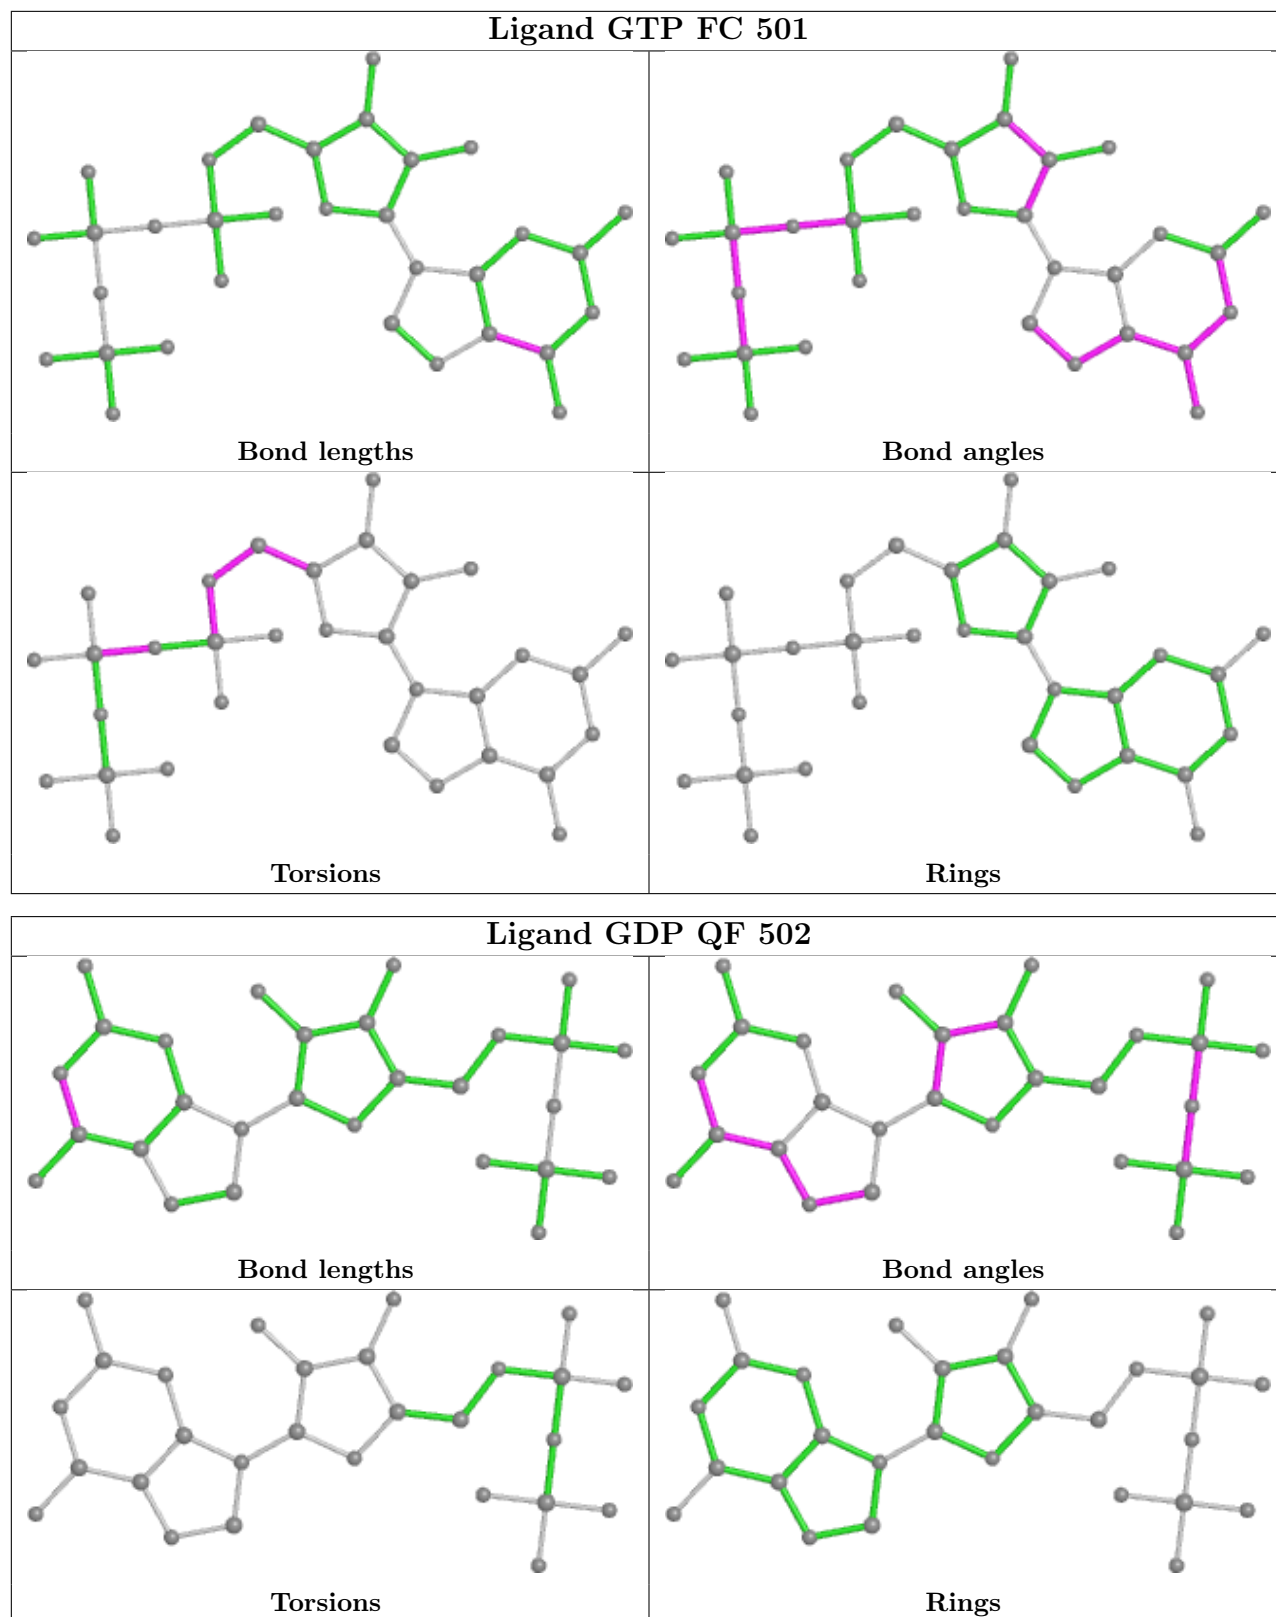 Ligand GTP FC 501
Bond lengths
Bond angles
Torsions
Rings
Ligand GDP QF 502
Bond lengths
Bond angles
Torsions
Rings